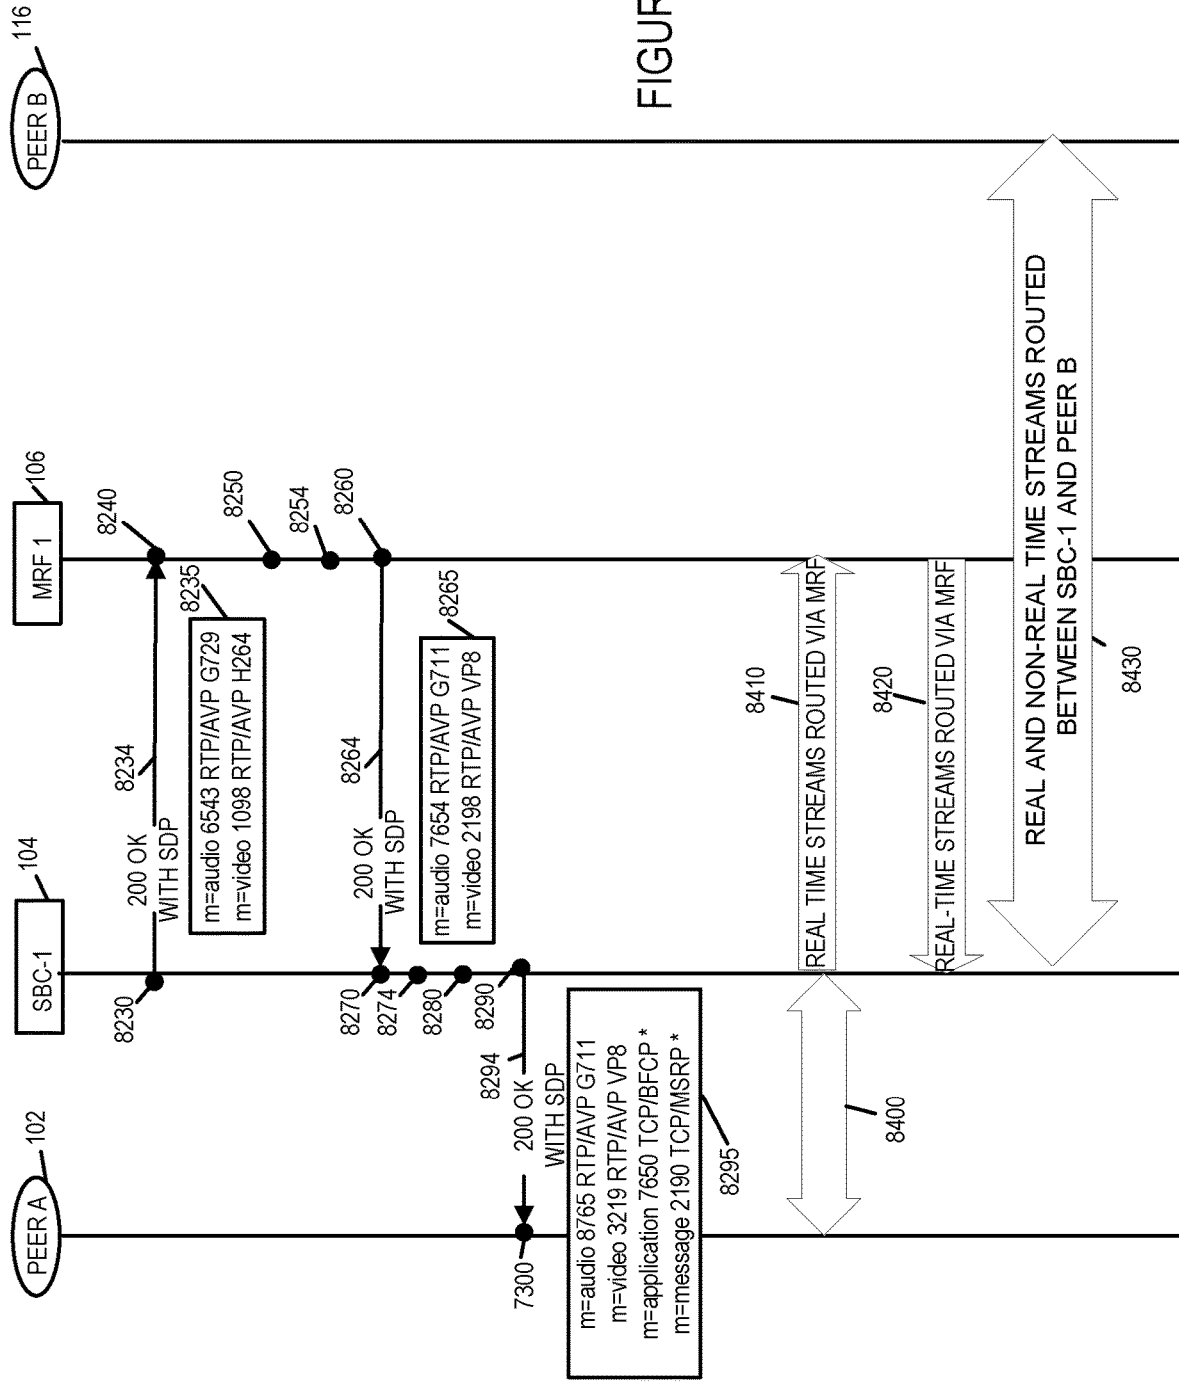 PEER A
102
SBC-1
104
MRF 1
106
PEER B
116
8230
200 OK
WITH SDP
8234
8240
m=audio 6543 RTP/AVP G729
m=video 1098 RTP/AVP H264
8235
8250
8254
8260
8270
200 OK
WITH SDP
8264
m=audio 7654 RTP/AVP G711
m=video 2198 RTP/AVP VP8
8265
8274
8280
8290
7300
200 OK
WITH SDP
8294
m=audio 8765 RTP/AVP G711
m=video 3219 RTP/AVP VP8
m=application 7650 TCP/BFCP *
m=message 2190 TCP/MSRP *
8295
8400
REAL TIME STREAMS ROUTED VIA MRF
8410
REAL-TIME STREAMS ROUTED VIA MRF
8420
REAL AND NON-REAL TIME STREAMS ROUTED
BETWEEN SBC-1 AND PEER B
8430